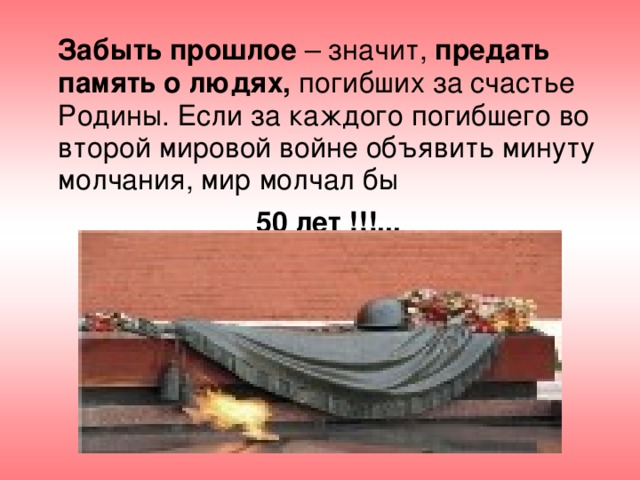 Забыть прошлое – значит, предать
память о людях, погибших за счастье
Родины. Если за каждого погибшего во
второй мировой войне объявить минуту
молчания, мир молчал бы
50 лет !!!...